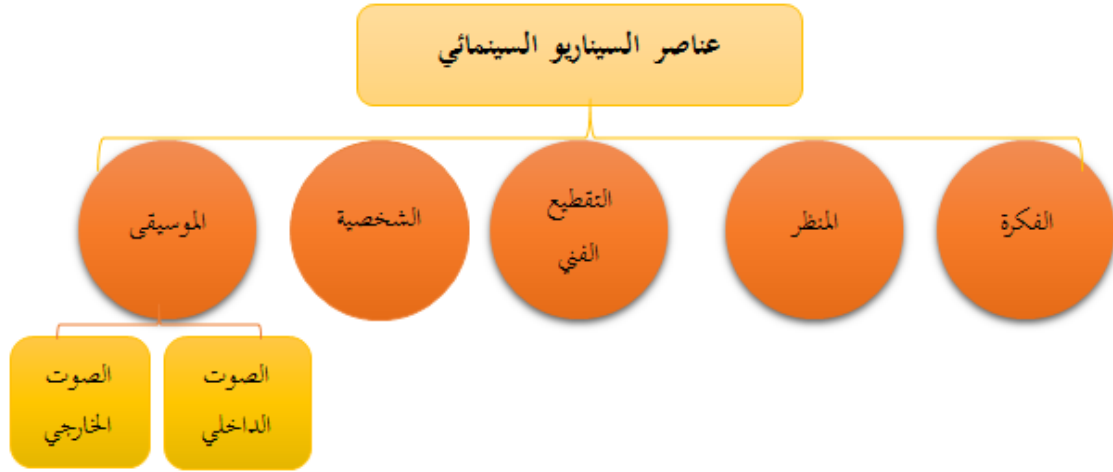 عناصر السيناريو السينمائي
الفكرة
المنظر
التقطيع
الفني
الشخصية
الموسيقى
الصوت
الداخلي
الصوت
الخارجي